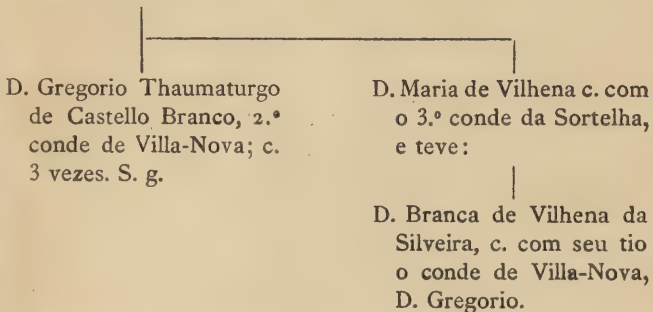 D. Gregorio Thaumaturgo
de Castello Branco, 2.º
conde de Villa-Nova; c.
3 vezes. S. g.
D. Maria de Vilhena c. com
o 3.º conde da Sortelha,
e teve:
D. Branca de Vilhena da
Silveira, c. com seu tio
o conde de Villa-Nova,
D. Gregorio.